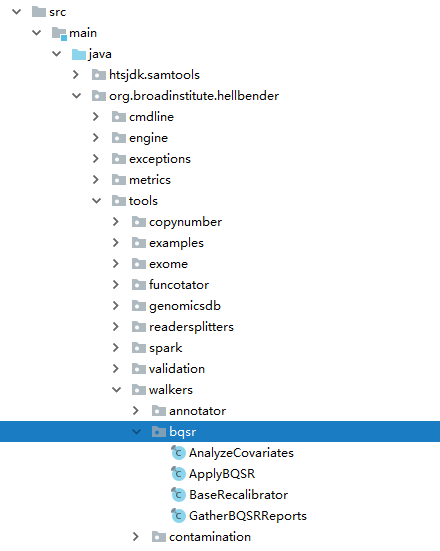 src
main
java
htsjdk.samtools
org.broadinstitute.hellbender
cmdline
engine
exceptions
metrics
tools
copynumber
examples
exome
funcotator
genomicsdb
readersplitters
spark
validation
walkers
annotator
bqsr
AnalyzeCovariates
ApplyBQSR
BaseRecalibrator
GatherBQSRReports
contamination